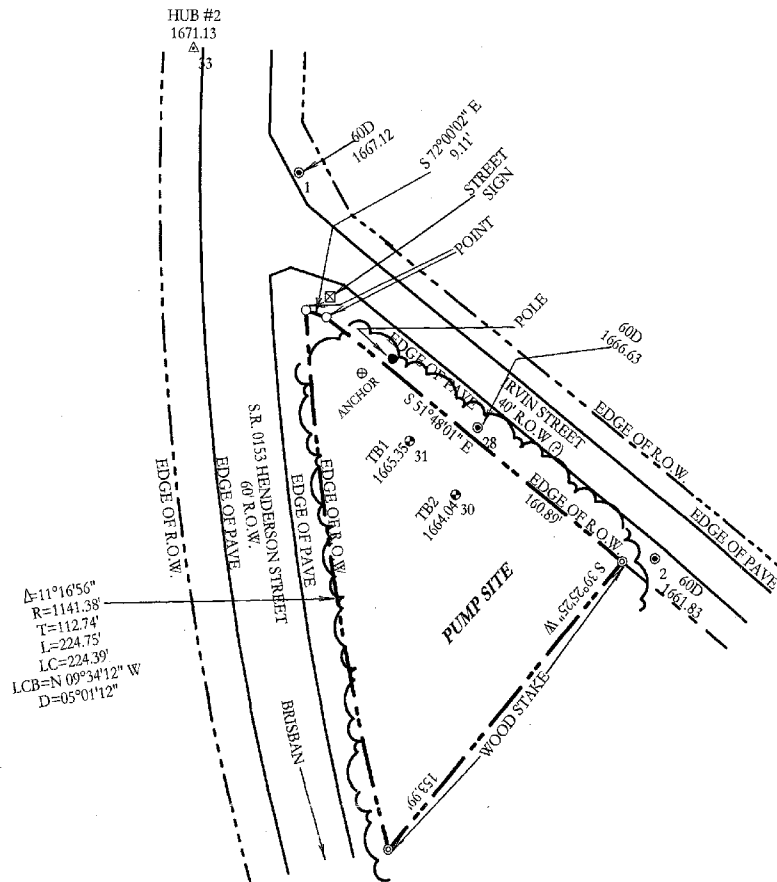 HUB #2
1671.13
33
60D
1667.12
1
S 72°00'02" E
9.11'
STREET
SIGN
POINT
POLE
60D
1666.63
28
EDGE OF PAVE
IRVIN STREET
40' R.O.W (?)
EDGE OF R.O.W.
EDGE OF PAVE
ANCHOR
S 51°48'01" E
160.89'
EDGE OF R.O.W.
TB1
1665.35
31
TB2
1664.04
30
2
60D
1661.83
EDGE OF R.O.W.
EDGE OF PAVE
S.R. 0153 HENDERSON STREET
60' R.O.W.
EDGE OF PAVE
EDGE OF R.O.W.
PUMP SITE
S 39°25'25" W
153.99'
WOOD STAKE
Δ=11°16'56"
R=1141.38'
T=112.74'
L=224.75'
LC=224.39'
LCB=N 09°34'12" W
D=05°01'12"
BRISBAN